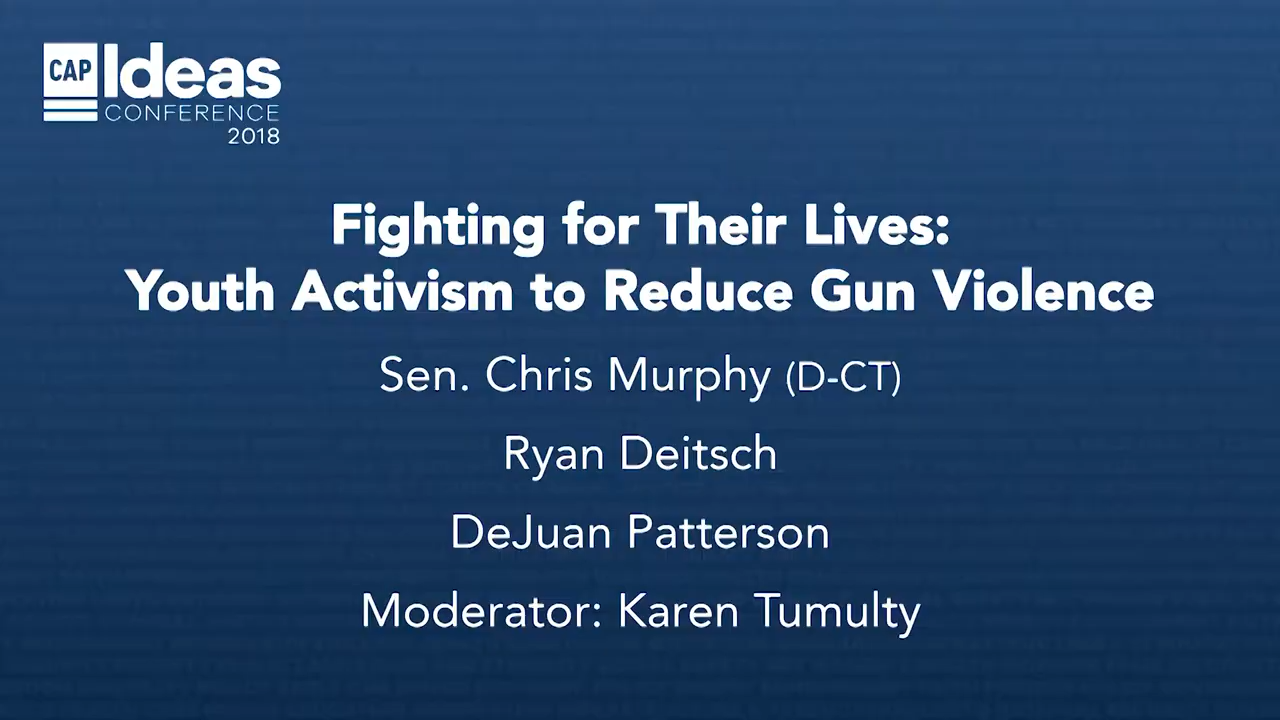 CAP Ideas
CONFERENCE
2018
Fighting for Their Lives:
Youth Activism to Reduce Gun Violence
Sen. Chris Murphy (D-CT)
Ryan Deitsch
DeJuan Patterson
Moderator: Karen Tumulty